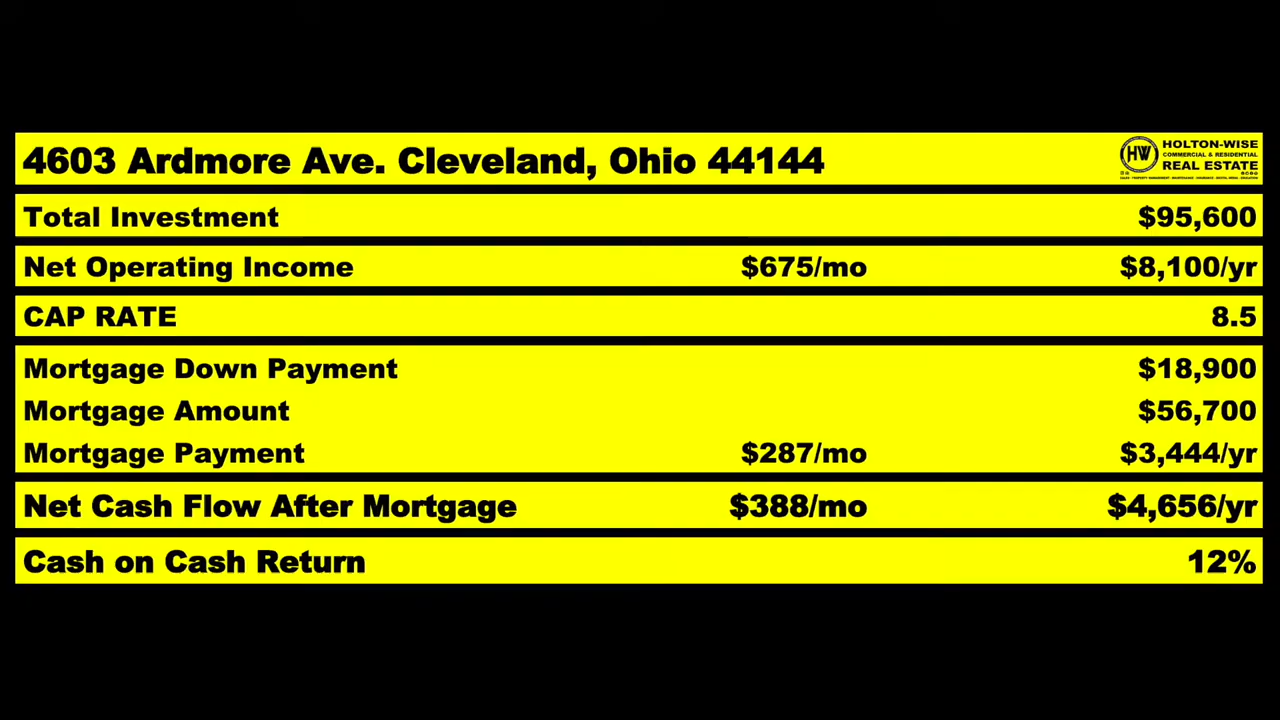 4603 Ardmore Ave. Cleveland, Ohio 44144
HW
HOLTON-WISE
COMMERCIAL & RESIDENTIAL
REAL ESTATE
Total Investment $95,600
Net Operating Income $675/mo $8,100/yr
CAP RATE 8.5
Mortgage Down Payment $18,900
Mortgage Amount $56,700
Mortgage Payment $287/mo $3,444/yr
Net Cash Flow After Mortgage $388/mo $4,656/yr
Cash on Cash Return 12%